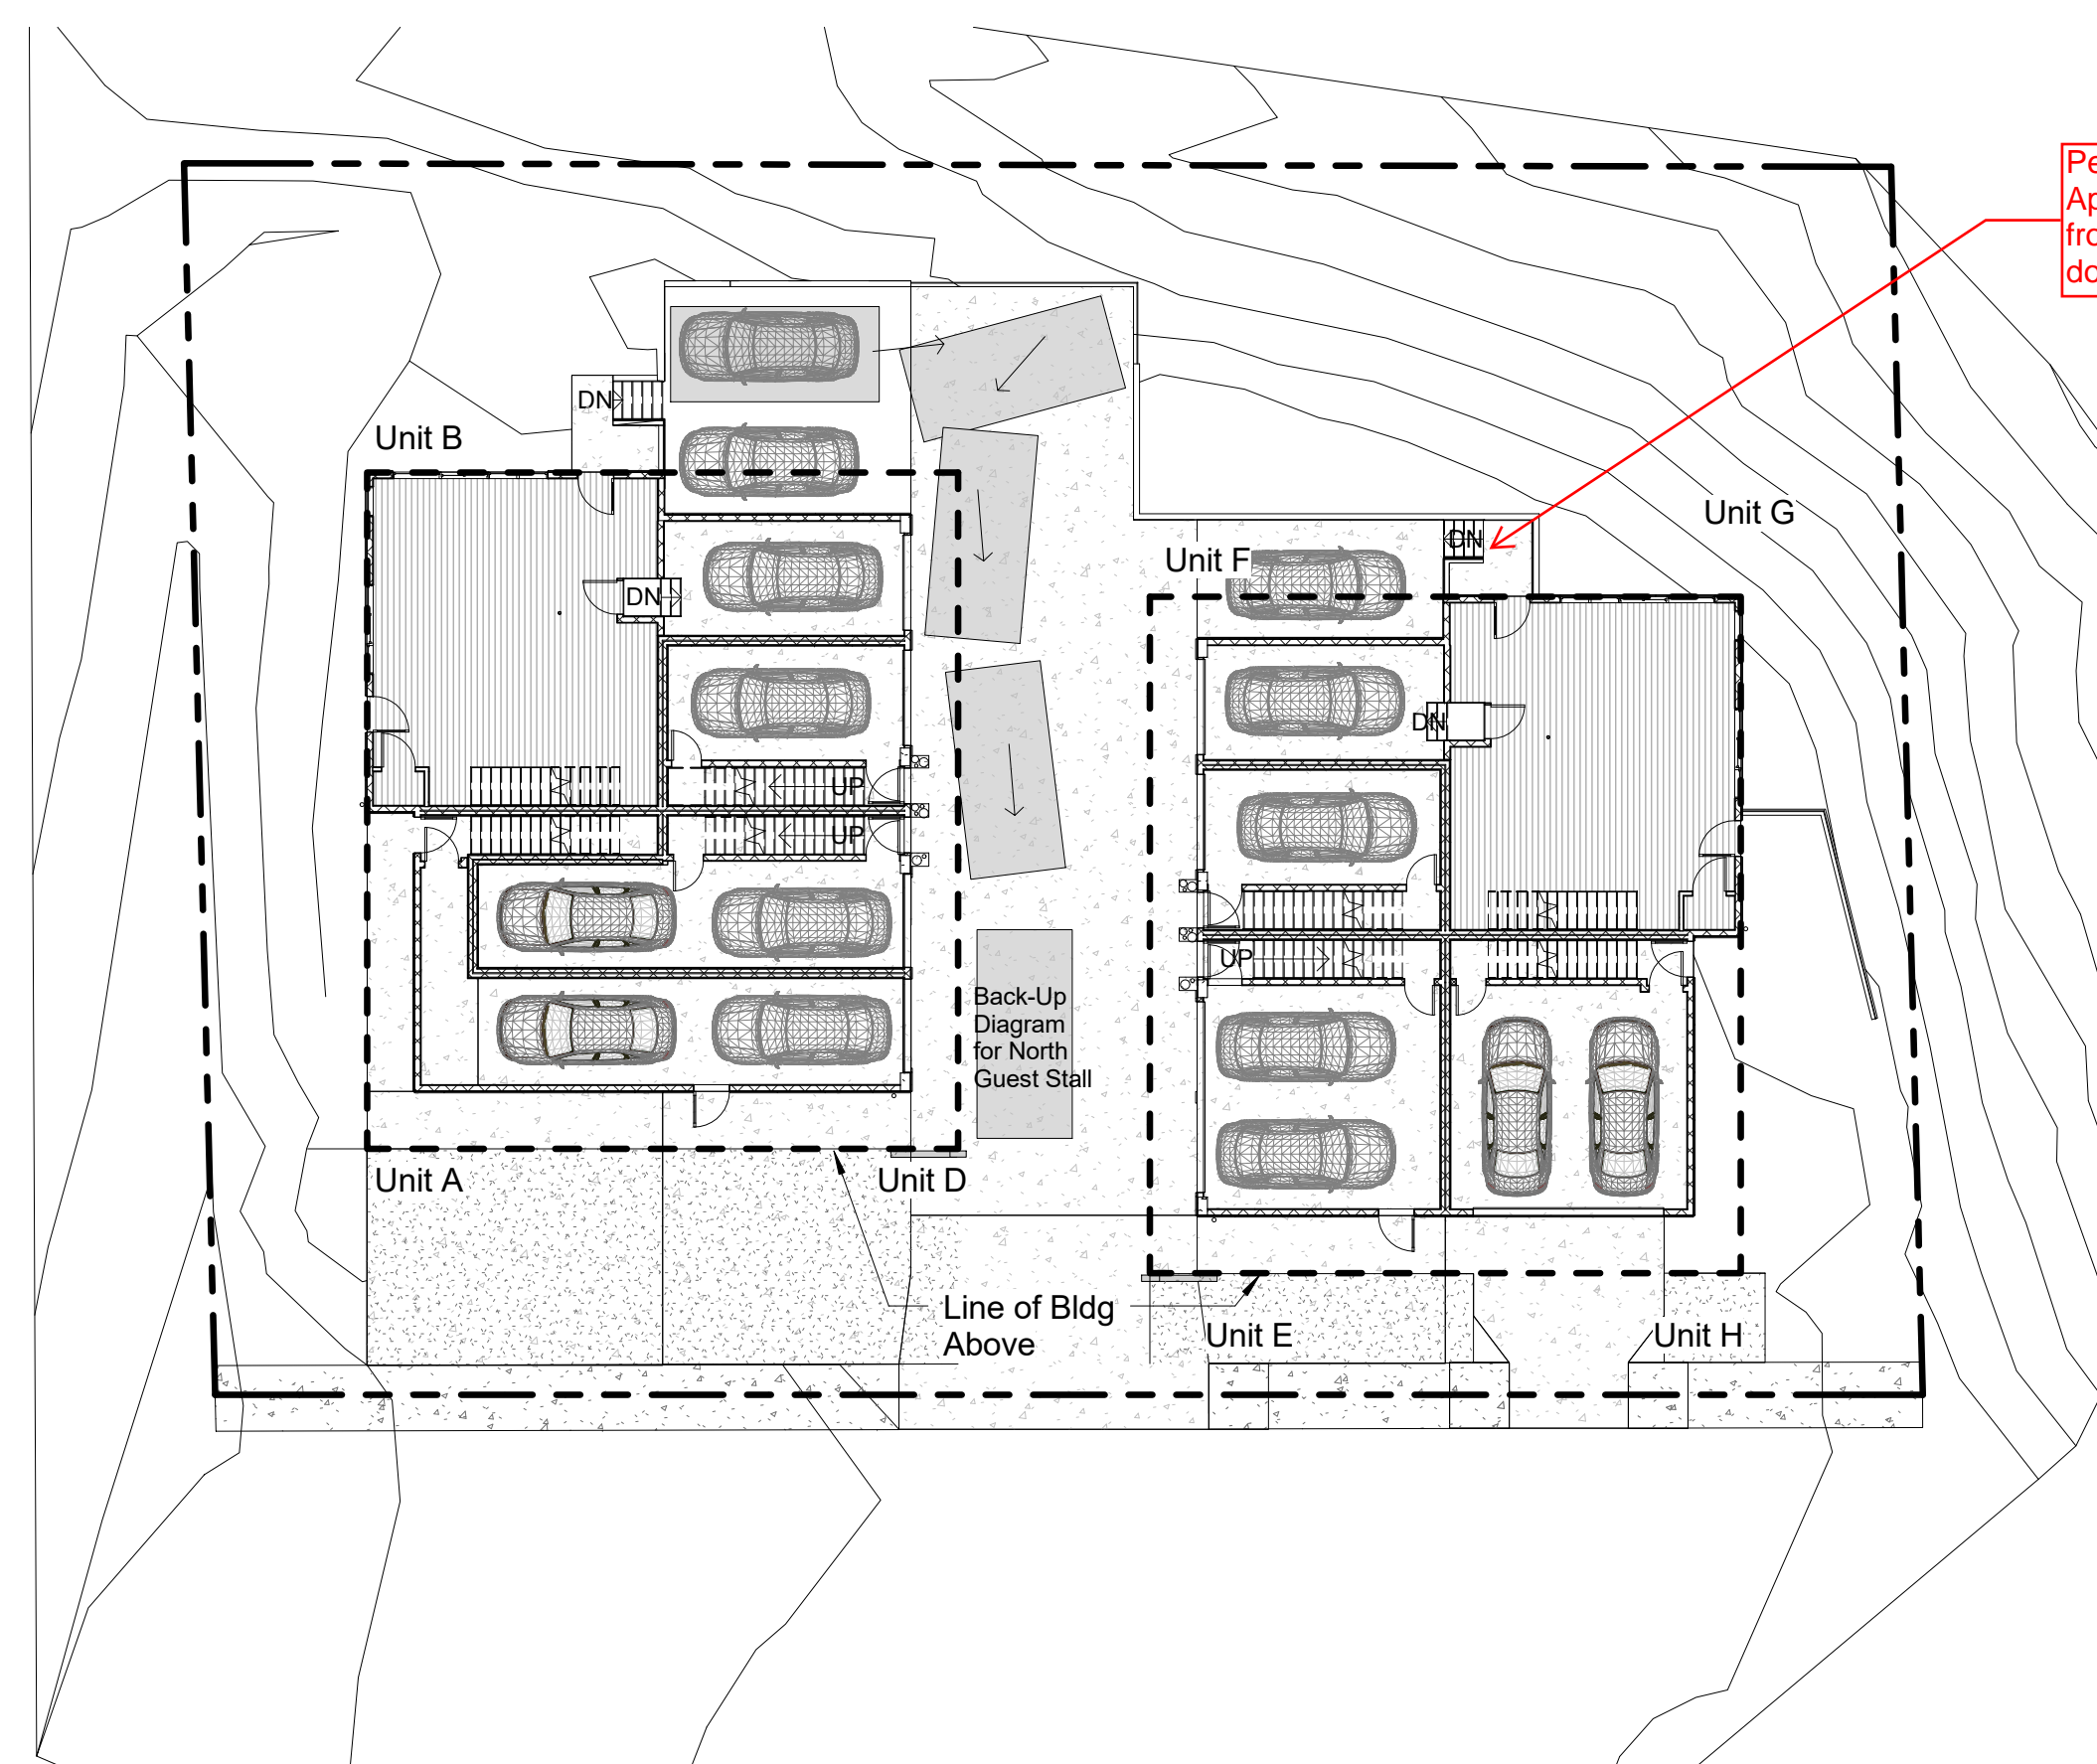 DN
Unit B
DN
Unit G
DN
Unit F
DN
UP
UP
UP
Back-Up
Diagram
for North
Guest Stall
Unit A
Unit D
Line of Bldg
Above
Unit E
Unit H